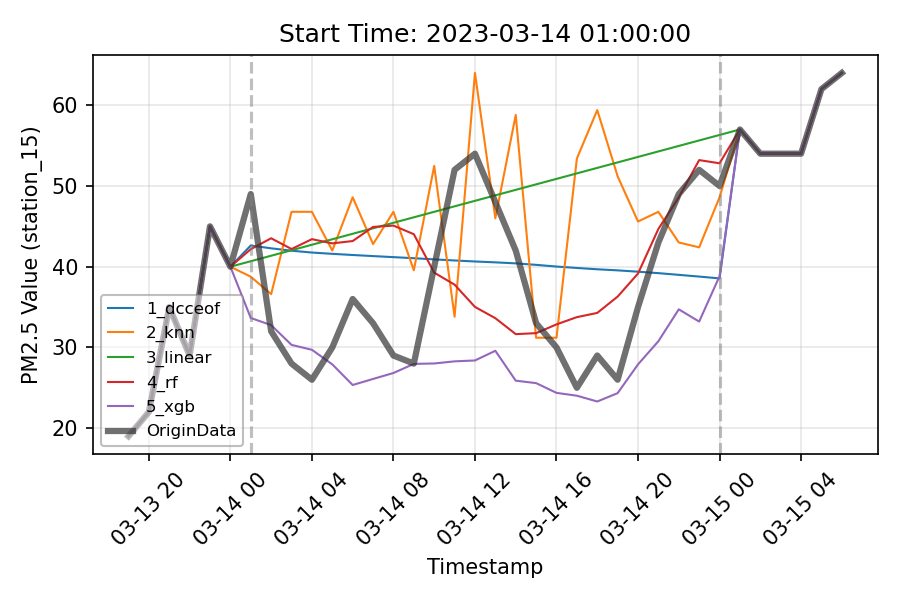 Start Time: 2023-03-14 01:00:00
PM2.5 Value (station_15)
60
50
40
30
20
1_dcceof
2_knn
3_linear
4_rf
5_xgb
OriginData
03-13 20
03-14 00
03-14 04
03-14 08
03-14 12
03-14 16
03-14 20
03-15 00
03-15 04
Timestamp